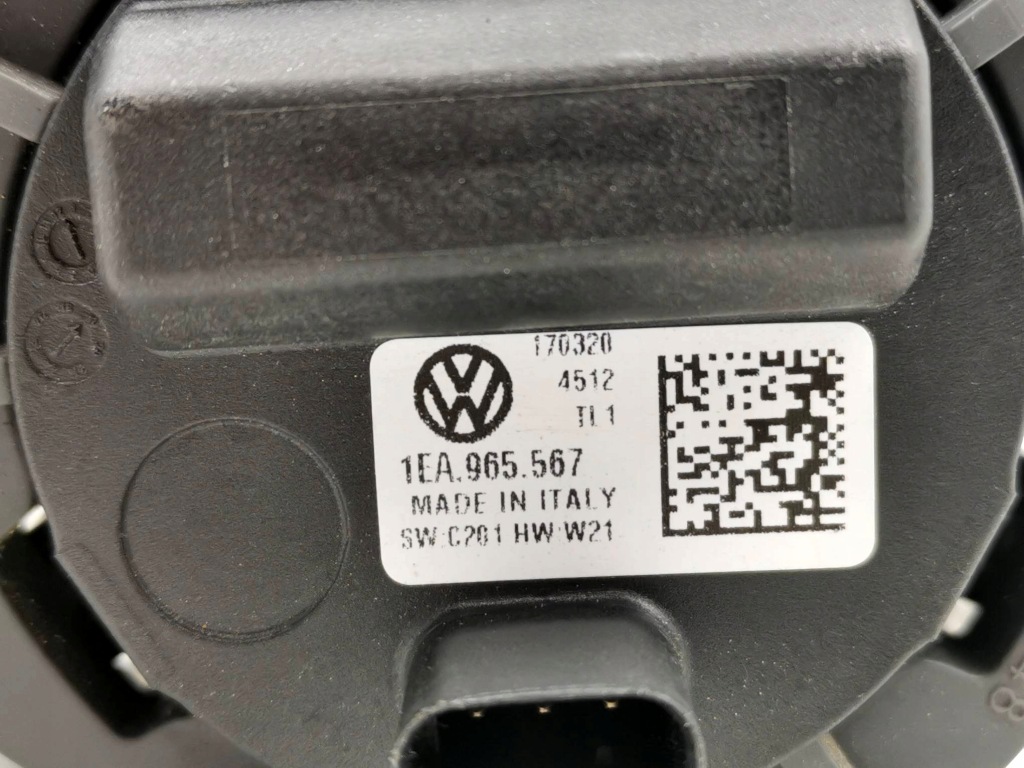 170320
4512
TL1
1EA.965.567
MADE IN ITALY
SW:C201 HW:W21